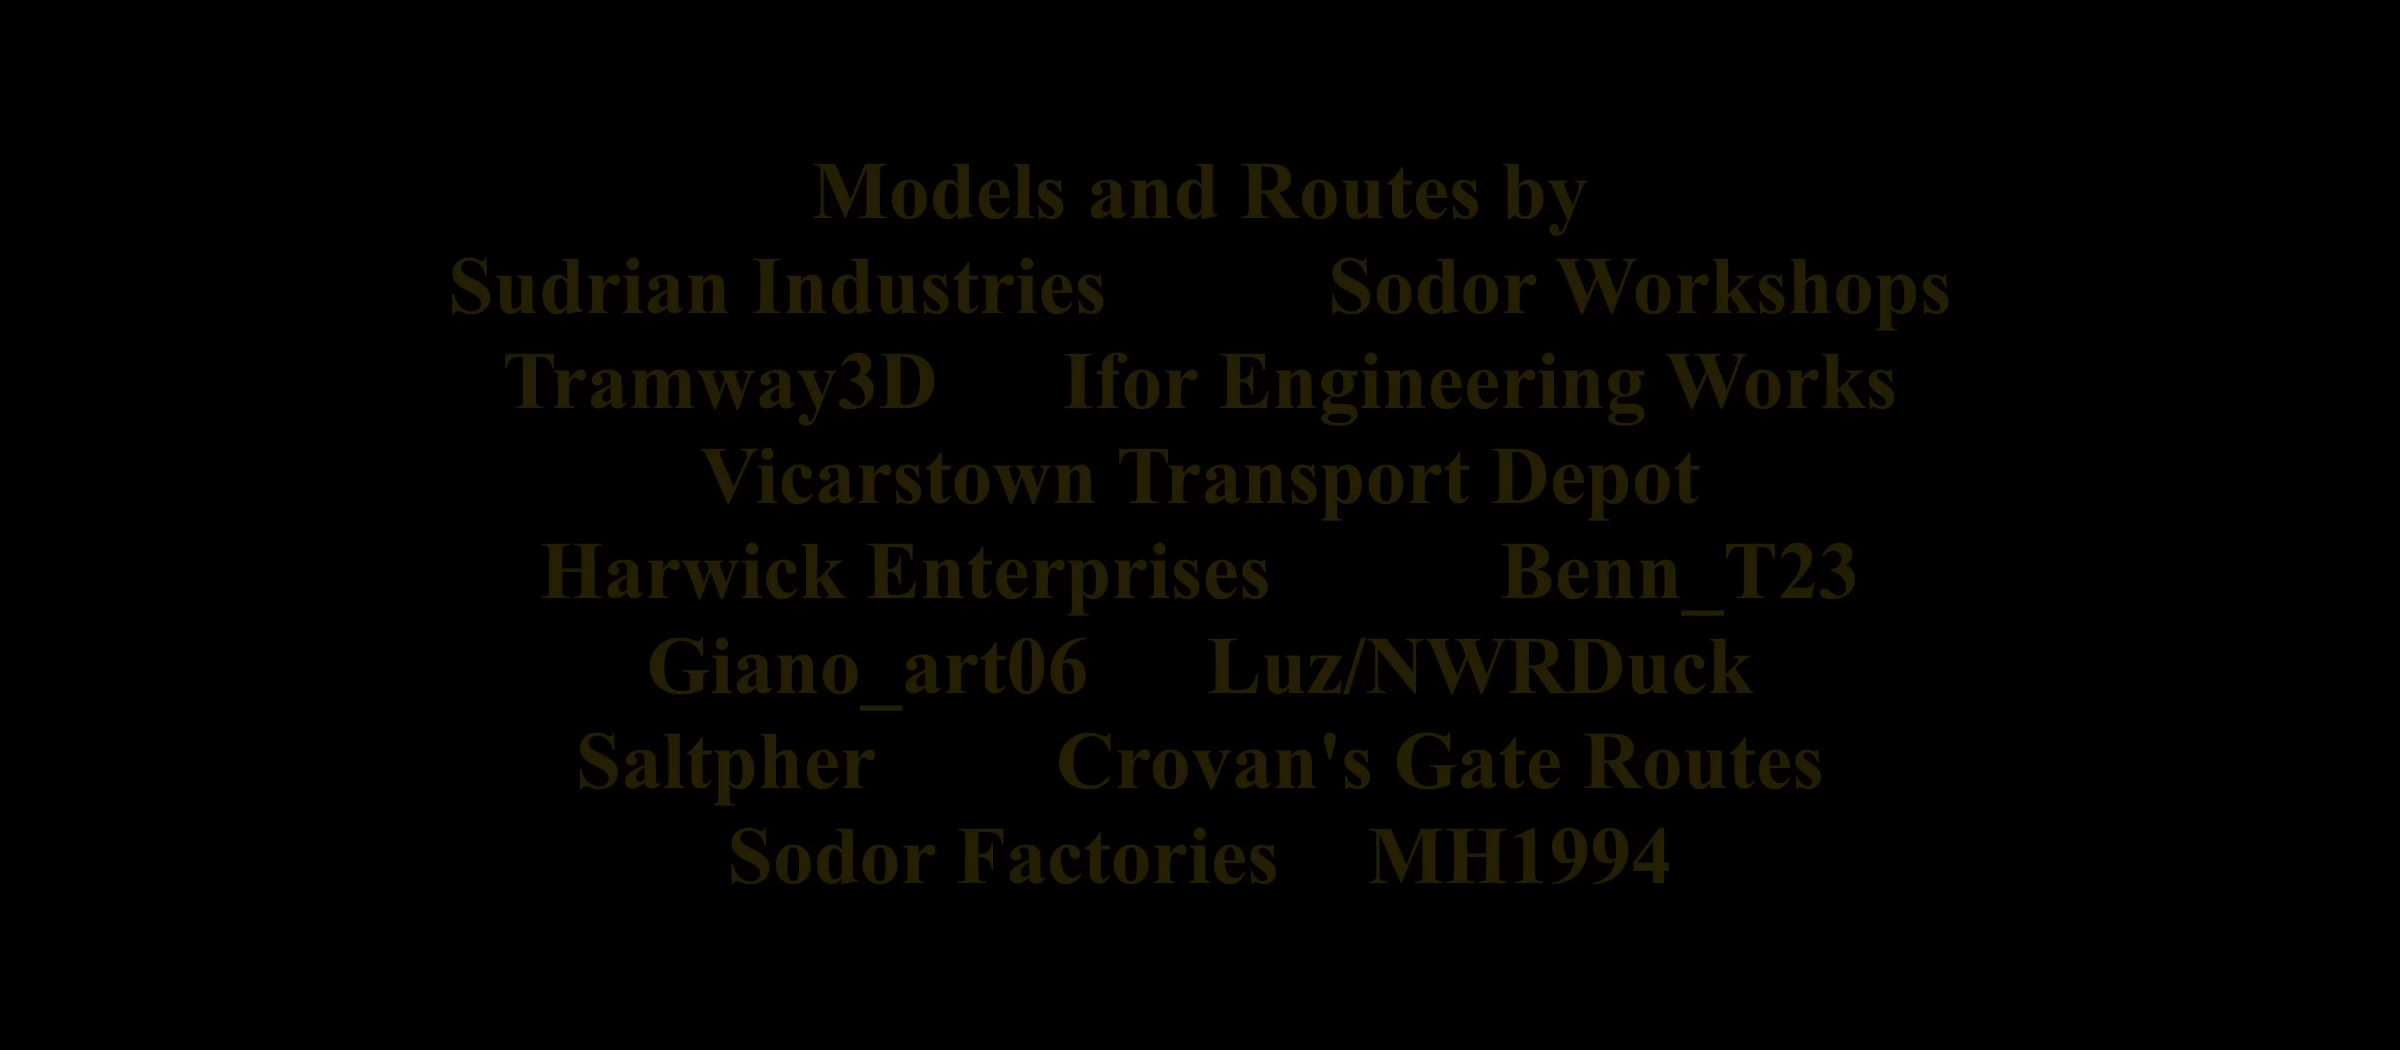 Models and Routes by
Sudrian Industries Sodor Workshops
Tramway3D Ifor Engineering Works
Vicarstown Transport Depot
Harwick Enterprises Benn_T23
Giano_art06 Luz/NWRDuck
Saltpher Crovan's Gate Routes
Sodor Factories MH1994